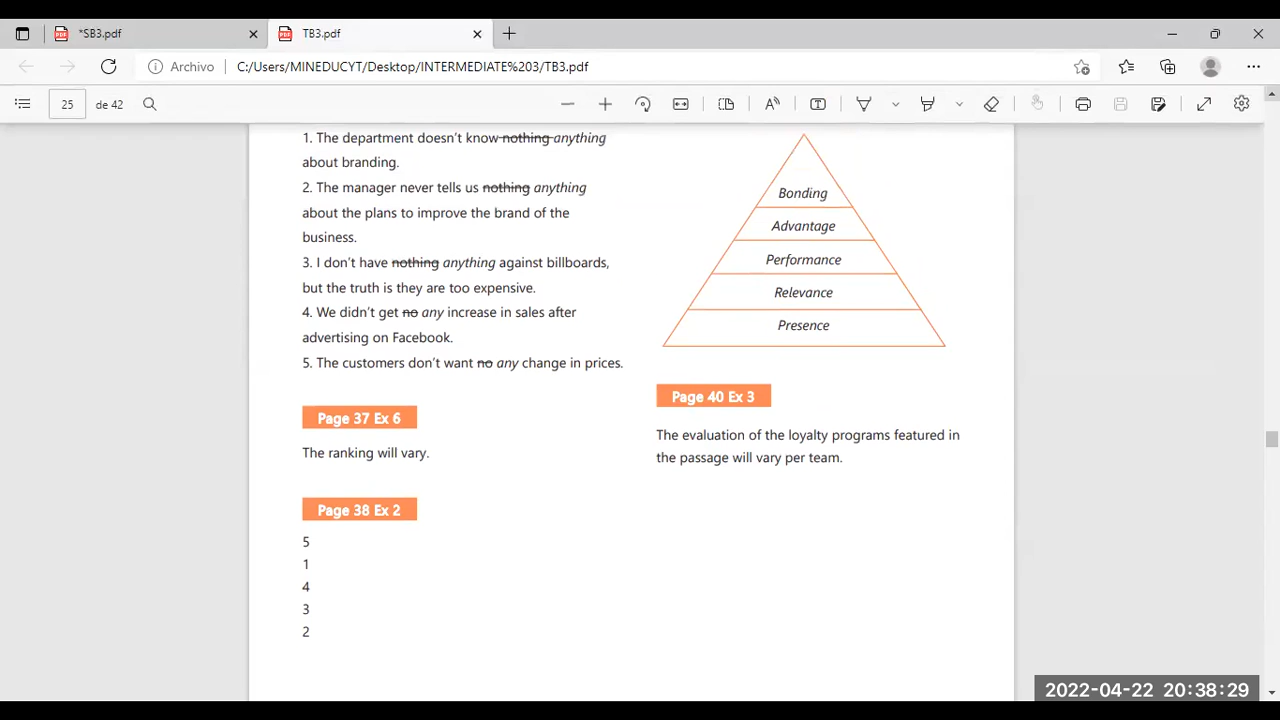 *SB3.pdf
TB3.pdf
Archivo
C:/Users/MINEDUCYT/Desktop/INTERMEDIATE%203/TB3.pdf
25
de 42
1. The department doesn't know nothing anything
about branding.
2. The manager never tells us nothing anything
about the plans to improve the brand of the
business.
3. I don't have nothing anything against billboards,
but the truth is they are too expensive.
4. We didn't get no any increase in sales after
advertising on Facebook.
5. The customers don't want no any change in prices.
Page 37 Ex 6
The ranking will vary.
Page 38 Ex 2
5
1
4
3
2
Bonding
Advantage
Performance
Relevance
Presence
Page 40 Ex 3
The evaluation of the loyalty programs featured in
the passage will vary per team.
2022-04-22 20:38:29